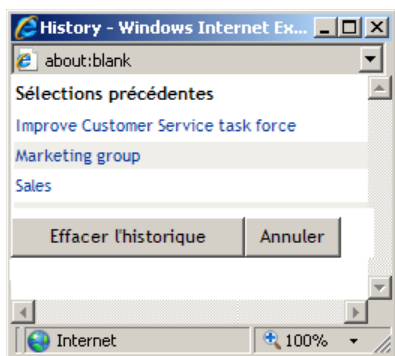 History - Windows Internet Ex...
about:blank
Sélections précédentes
Improve Customer Service task force
Marketing group
Sales
Effacer l'historique Annuler
Internet 100%